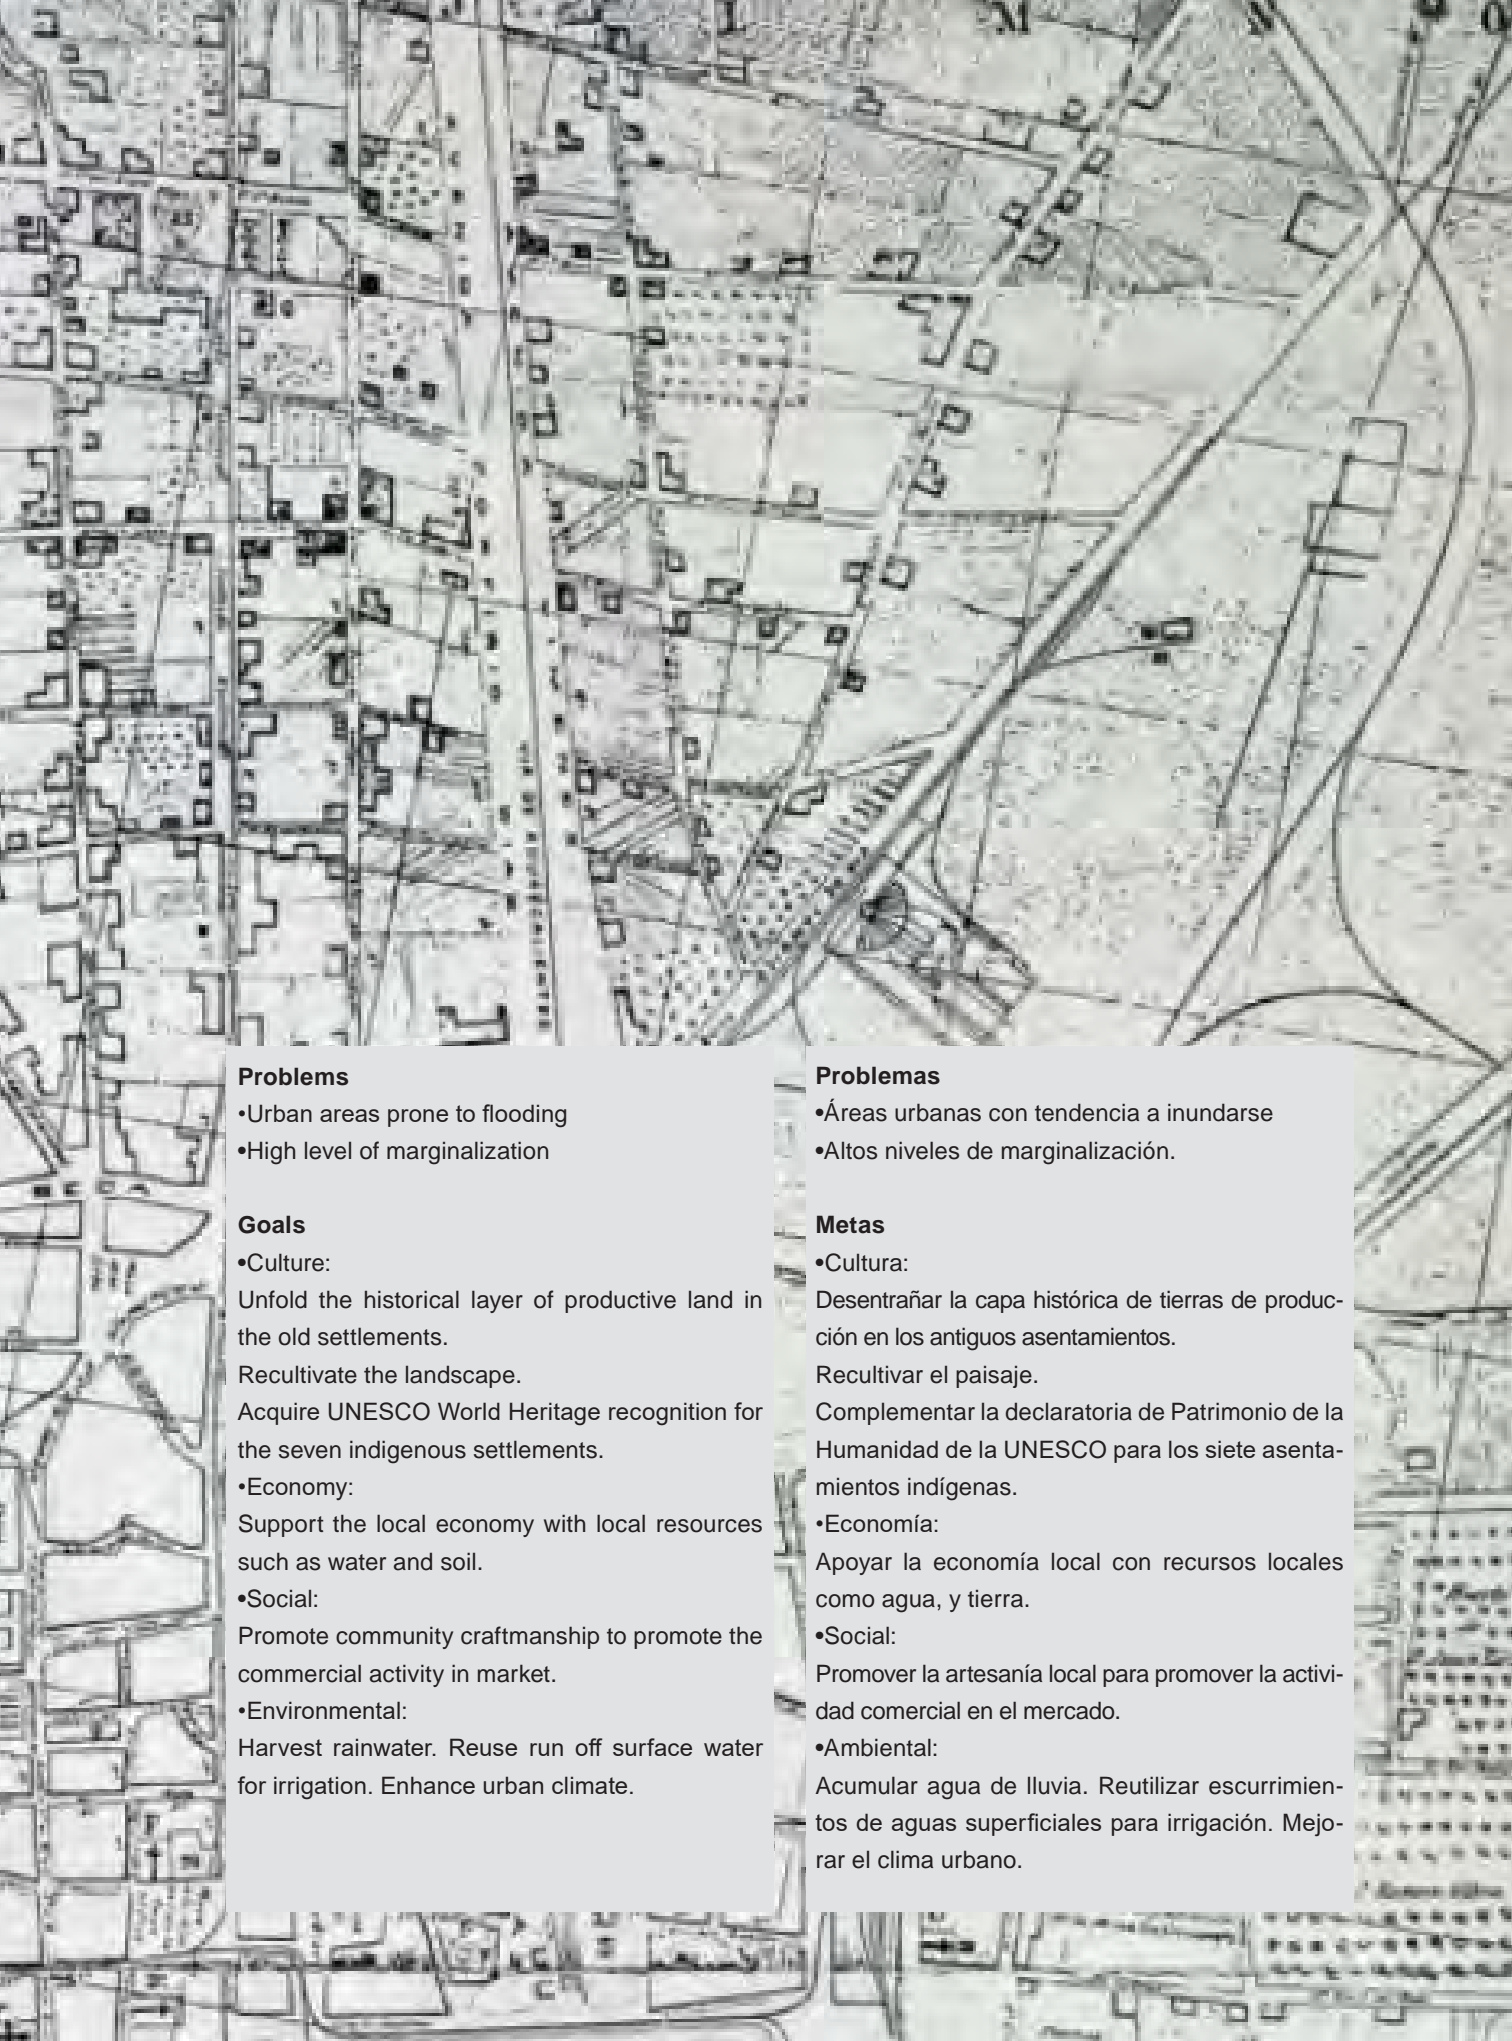 Problems
•Urban areas prone to flooding
•High level of marginalization
Goals
•Culture:
Unfold the historical layer of productive land in
the old settlements.
Recultivate the landscape.
Acquire UNESCO World Heritage recognition for
the seven indigenous settlements.
•Economy:
Support the local economy with local resources
such as water and soil.
•Social:
Promote community craftmanship to promote the
commercial activity in market.
•Environmental:
Harvest rainwater. Reuse run off surface water
for irrigation. Enhance urban climate.
Problemas
•Áreas urbanas con tendencia a inundarse
•Altos niveles de marginalización.
Metas
•Cultura:
Desentrañar la capa histórica de tierras de produc-
ción en los antiguos asentamientos.
Recultivar el paisaje.
Complementar la declaratoria de Patrimonio de la
Humanidad de la UNESCO para los siete asenta-
mientos indígenas.
•Economía:
Apoyar la economía local con recursos locales
como agua, y tierra.
•Social:
Promover la artesanía local para promover la activi-
dad comercial en el mercado.
•Ambiental:
Acumular agua de lluvia. Reutilizar escurrimien-
tos de aguas superficiales para irrigación. Mejo-
rar el clima urbano.